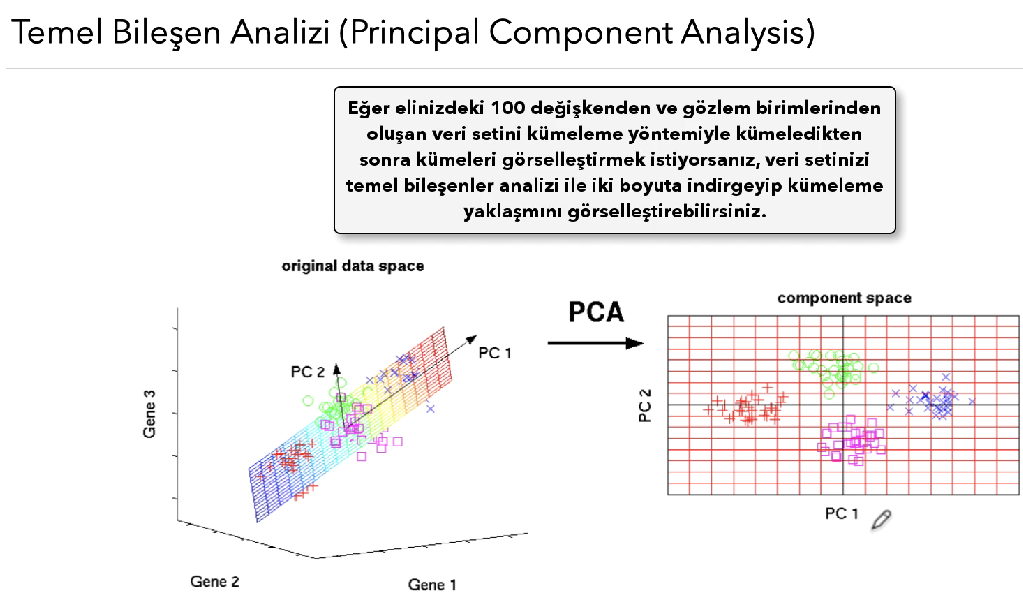 Temel Bileşen Analizi (Principal Component Analysis)
Eğer elinizdeki 100 değişkenden ve gözlem birimlerinden
oluşan veri setini kümeleme yöntemiyle kümeledikten
sonra kümeleri görselleştirmek istiyorsanız, veri setinizi
temel bileşenler analizi ile iki boyuta indirgeyip kümeleme
yaklaşmını görselleştirebilirsiniz.
original data space
PC 1
PC 2
Gene 3
Gene 2
Gene 1
PCA
component space
PC 2
PC 1